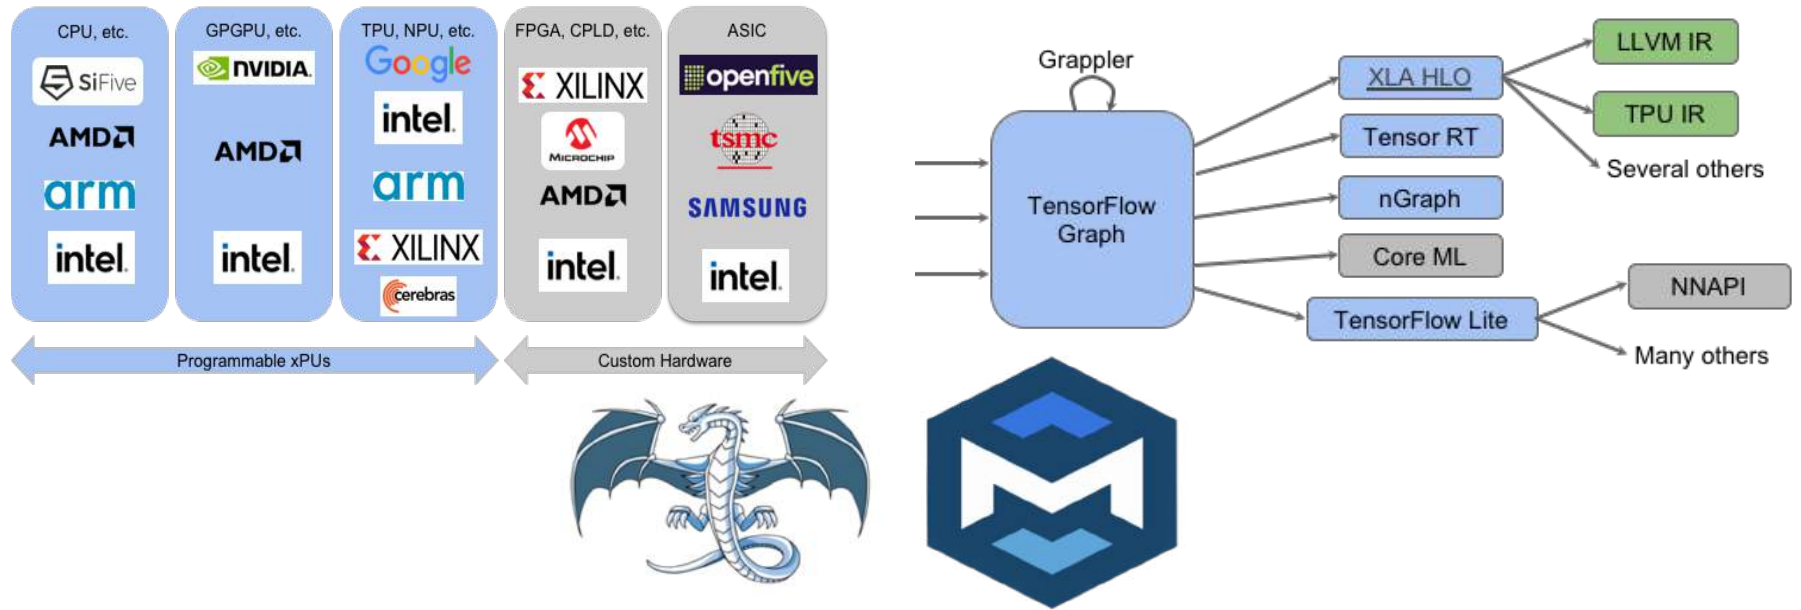 CPU, etc.
SiFive
AMD
arm
intel.
GPGPU, etc.
NVIDIA.
AMD
intel.
TPU, NPU, etc.
Google
intel.
arm
XILINX
cerebras
FPGA, CPLD, etc.
XILINX
MICROCHIP
AMD
intel.
ASIC
openfive
tsmc
SAMSUNG
intel.
Programmable xPUs
Custom Hardware
Grappler
TensorFlow
Graph
XLA HLO
Tensor RT
nGraph
Core ML
TensorFlow Lite
LLVM IR
TPU IR
Several others
NNAPI
Many others